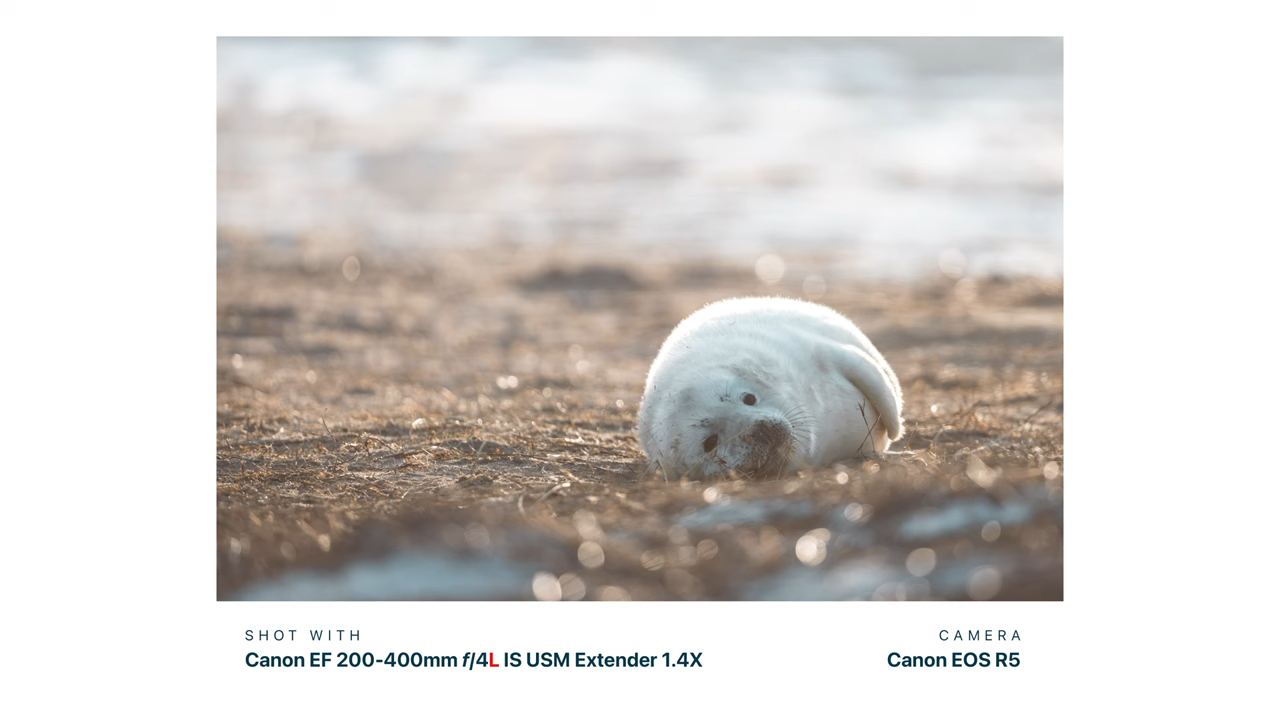 SHOT WITH
Canon EF 200-400mm f/4L IS USM Extender 1.4X
CAMERA
Canon EOS R5